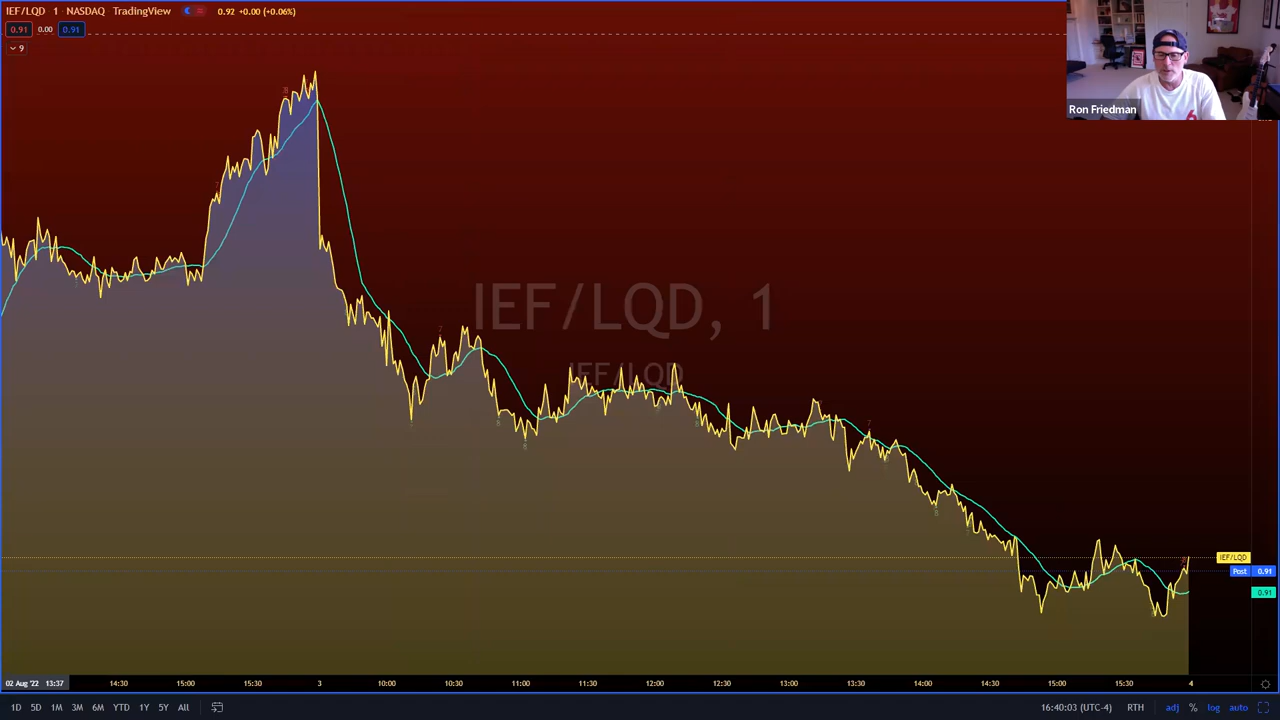 IEF/LQD 1 NASDAQ TradingView 0.92 +0.00 (+0.06%)
0.91 0.00 0.91
9
Ron Friedman
IEF/LQD, 1
IEF/LQD
IEF/LQD
Post 0.91
0.91
02 Aug '22 13:37 14:30 15:00 15:30 3 10:00 10:30 11:00 11:30 12:00 12:30 13:00 13:30 14:00 14:30 15:00 15:30 4
1D 5D 1M 3M 6M YTD 1Y 5Y All 16:40:03 (UTC-4) RTH adj % log auto